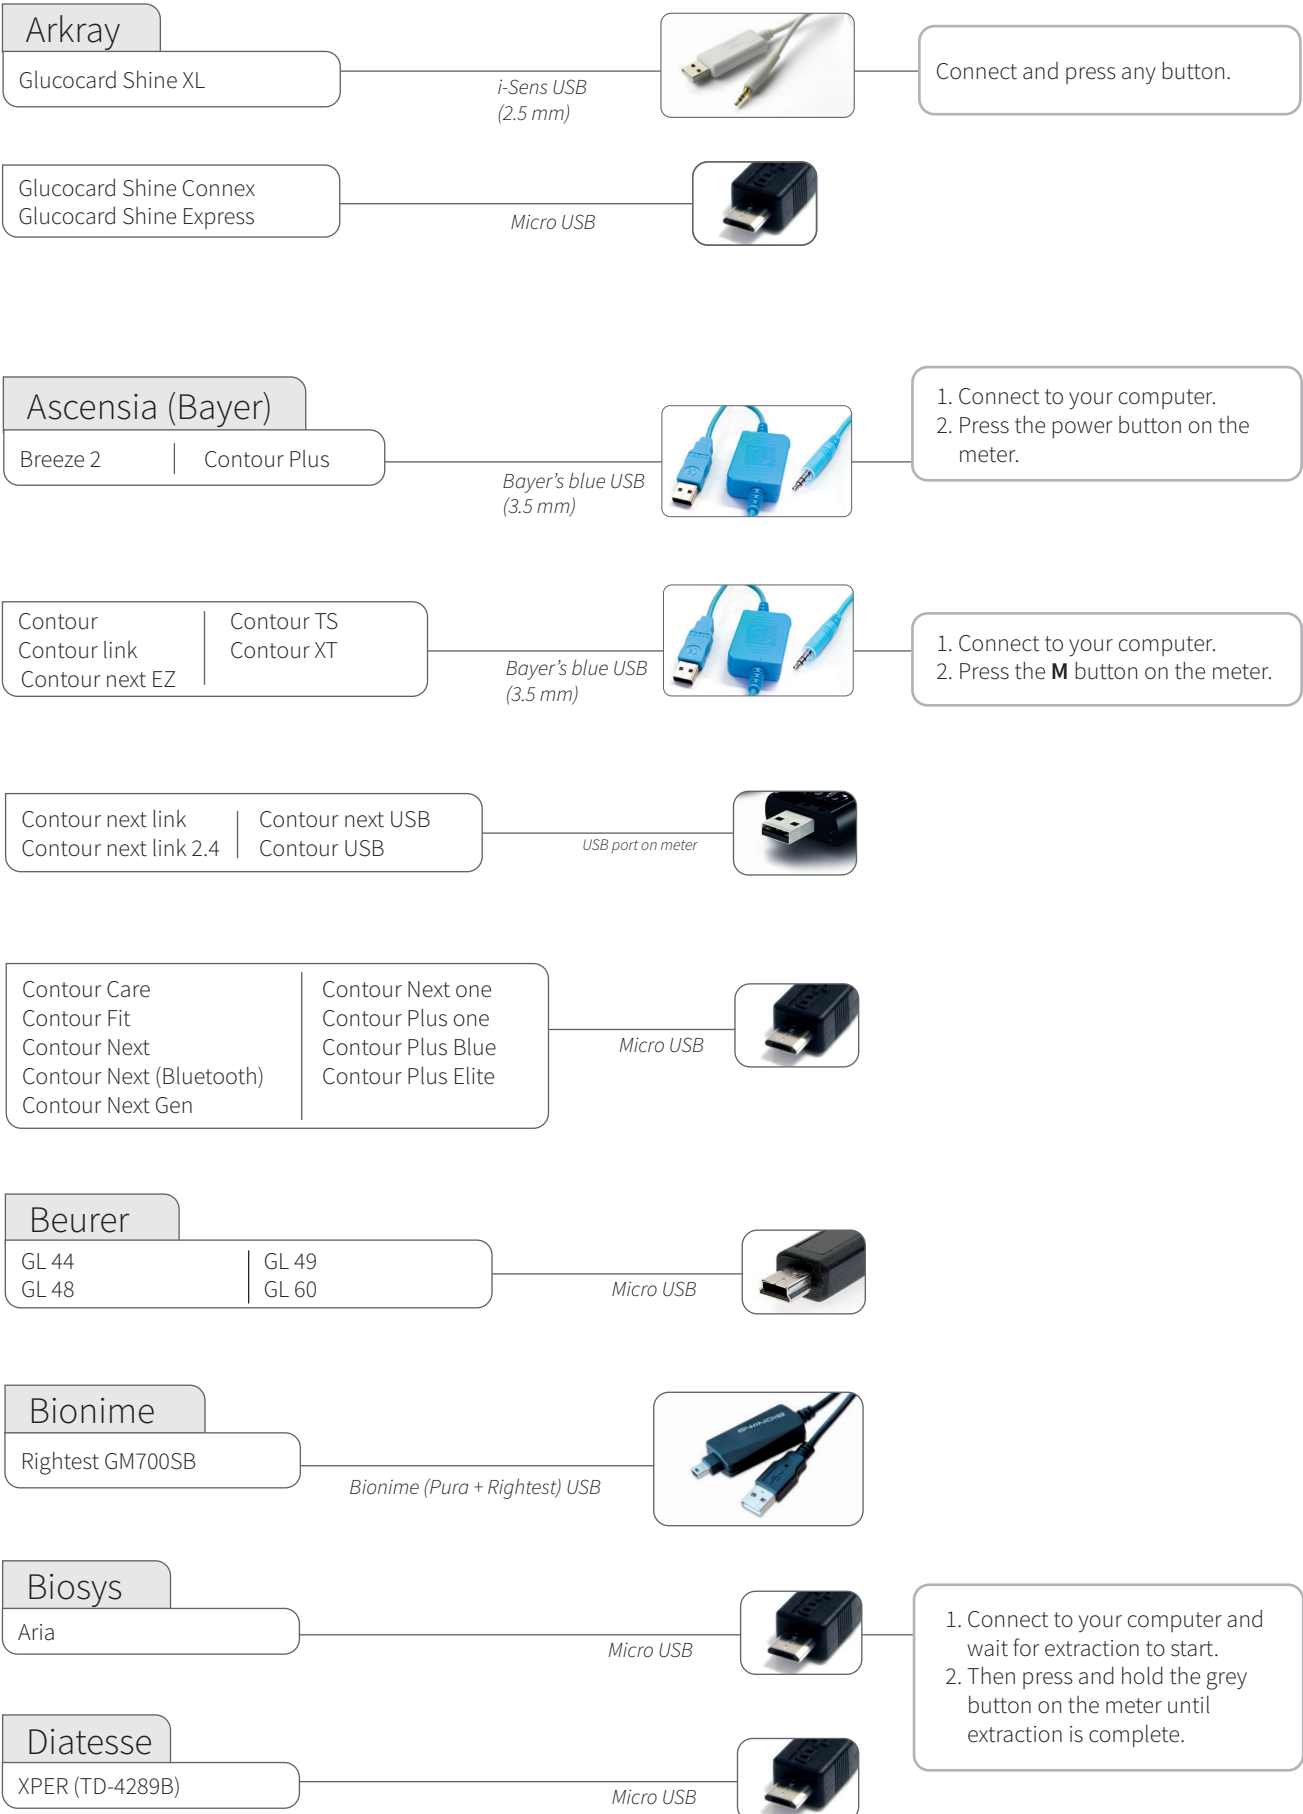 Arkray
Glucocard Shine XL
i-Sens USB
(2.5 mm)
Connect and press any button.
Glucocard Shine Connex
Glucocard Shine Express
Micro USB
Ascensia (Bayer)
Breeze 2
Contour Plus
Bayer's blue USB
(3.5 mm)
1. Connect to your computer.
2. Press the power button on the
meter.
Contour
Contour link
Contour next EZ
Contour TS
Contour XT
Bayer's blue USB
(3.5 mm)
1. Connect to your computer.
2. Press the M button on the meter.
Contour next link
Contour next link 2.4
Contour next USB
Contour USB
USB port on meter
Contour Care
Contour Fit
Contour Next
Contour Next (Bluetooth)
Contour Next Gen
Contour Next one
Contour Plus one
Contour Plus Blue
Contour Plus Elite
Micro USB
Beurer
GL 44
GL 48
GL 49
GL 60
Micro USB
Bionime
Rightest GM700SB
Bionime (Pura + Rightest) USB
BIONIME
Biosys
Aria
Micro USB
1. Connect to your computer and
wait for extraction to start.
2. Then press and hold the grey
button on the meter until
extraction is complete.
Diatesse
XPER (TD-4289B)
Micro USB